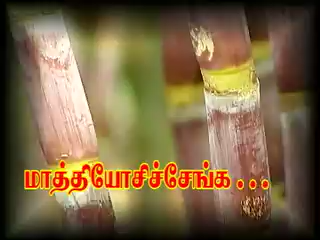 மாத்தியோசிச்சேங்க . . .